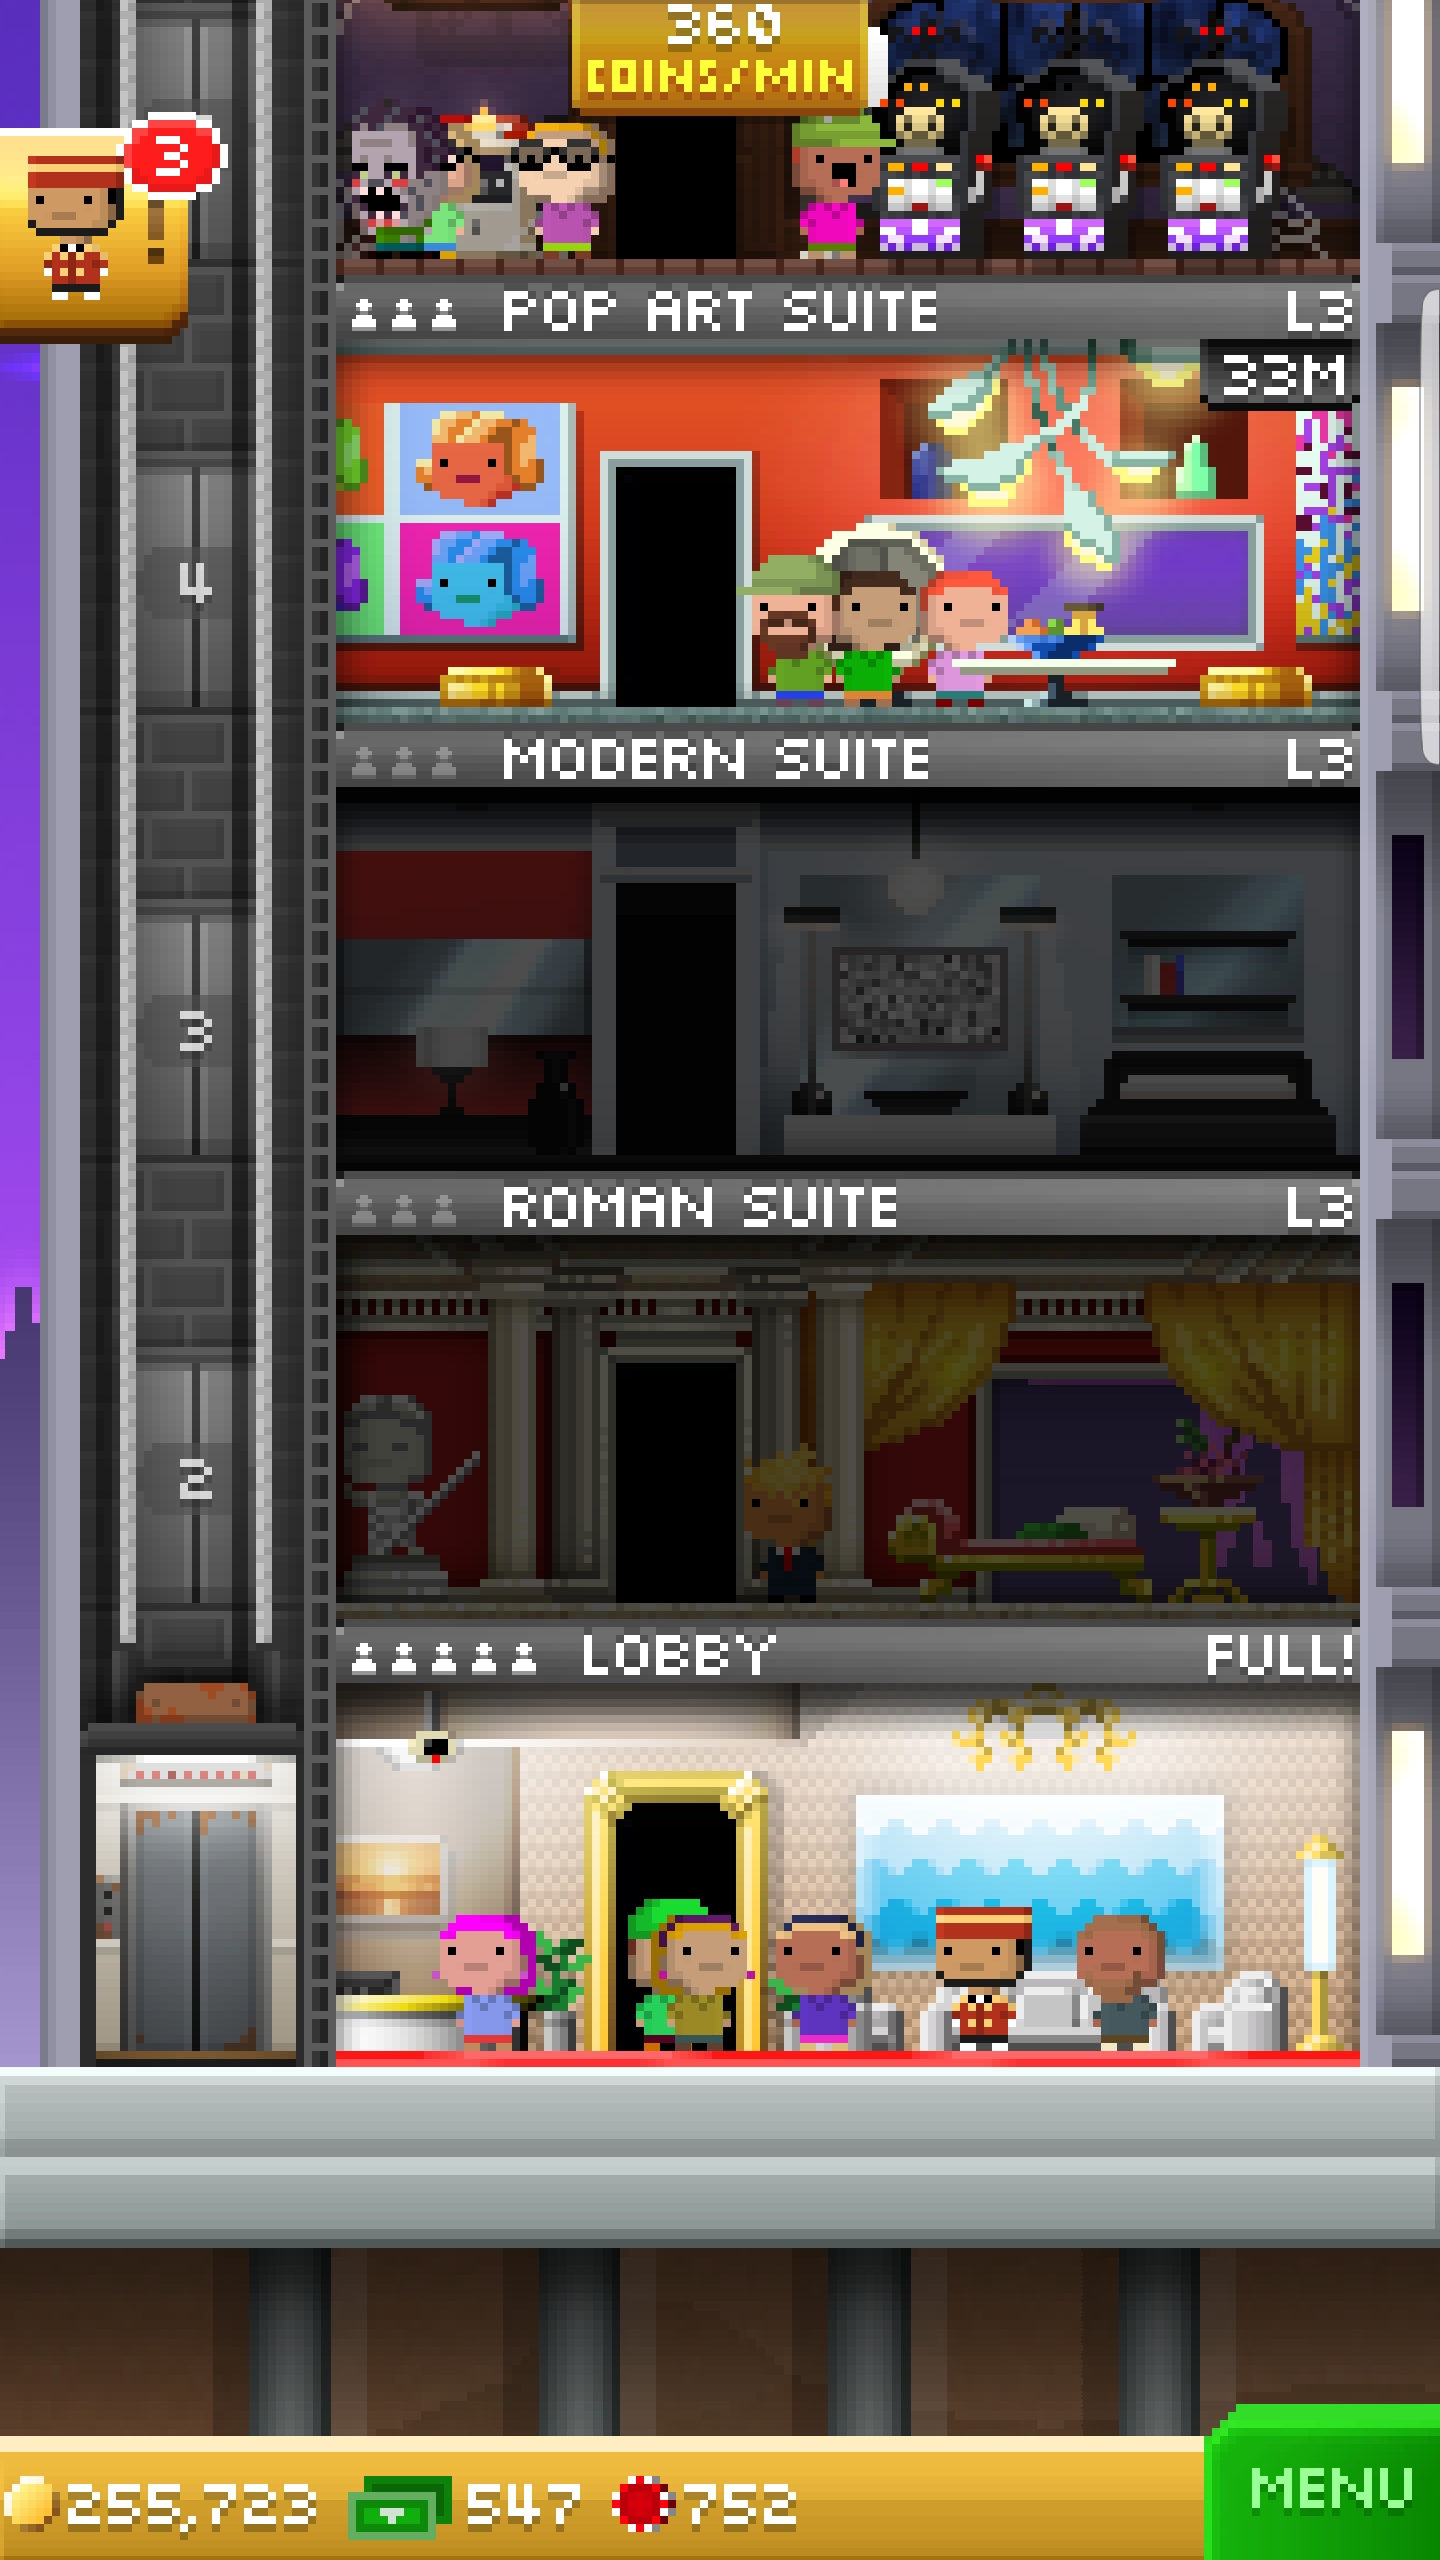 360
COINS/MIN
3
POP ART SUITE L3
33M
4
MODERN SUITE L3
3
ROMAN SUITE L3
2
LOBBY FULL!
255,723 547 752
MENU